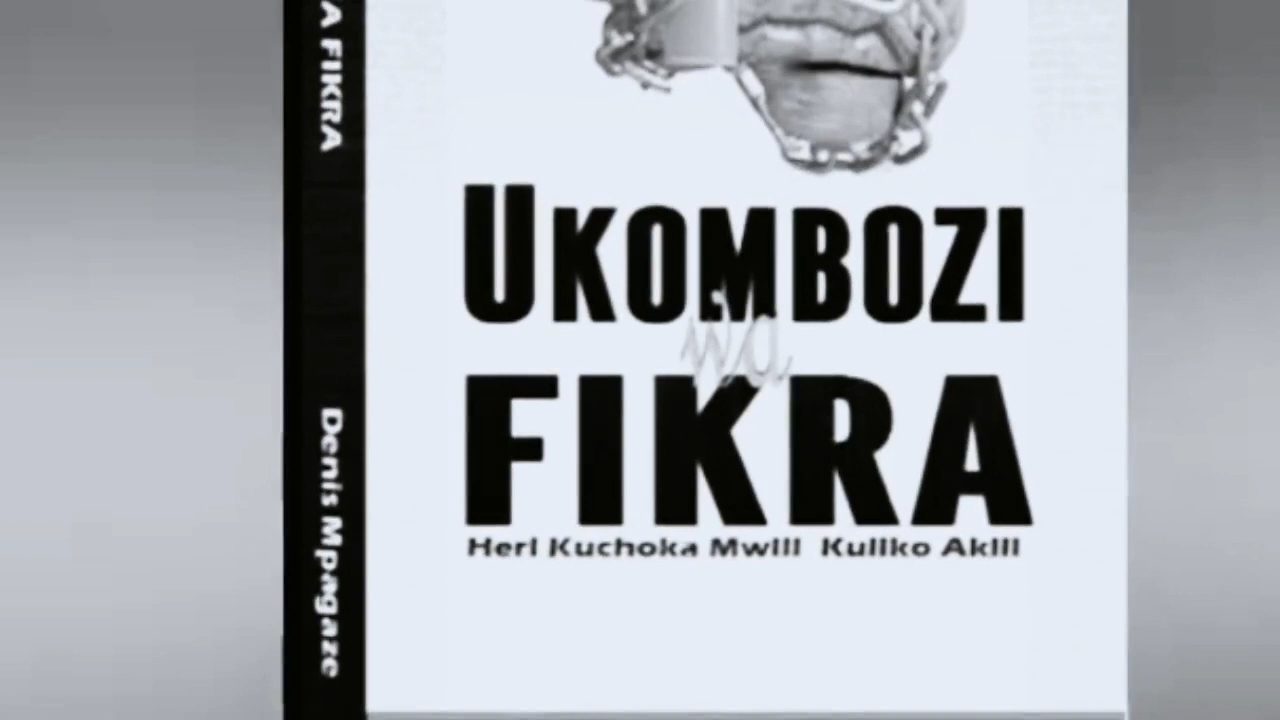 A FIKRA
Denis Mpagaze
UKOMBOZI
wa
FIKRA
Heri Kuchoka Mwili Kuliko Akili